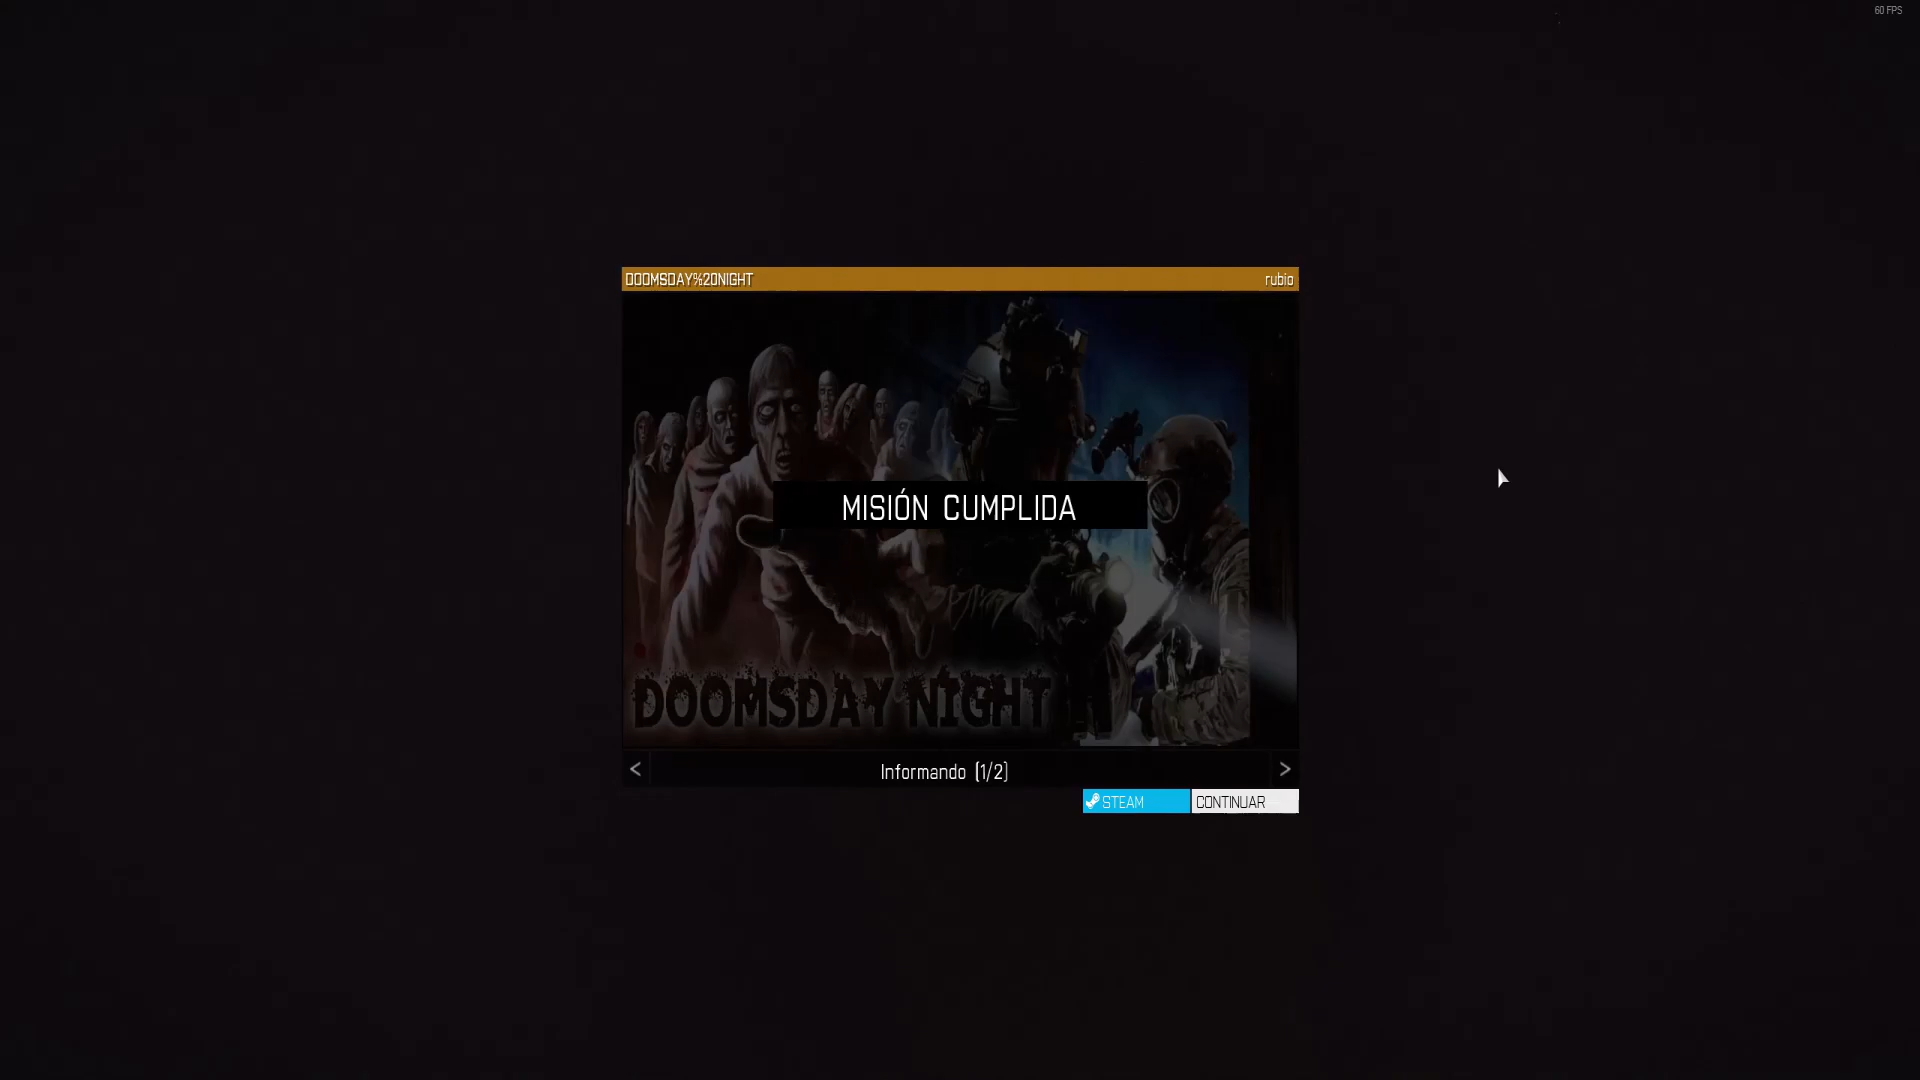 60 FPS
DOOMSDAY%20NIGHT
rubio
MISIÓN CUMPLIDA
DOOMSDAY NIGHT
< Informando (1/2) >
STEAM
CONTINUAR